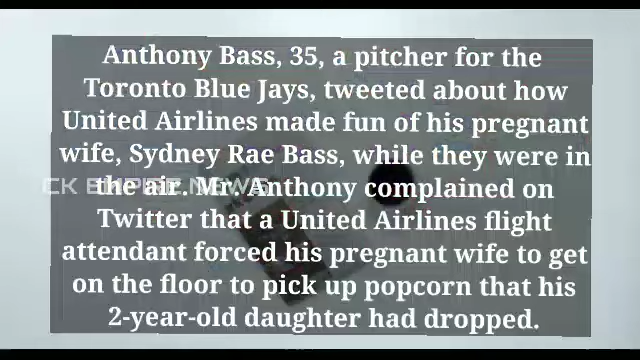 Anthony Bass, 35, a pitcher for the
Toronto Blue Jays, tweeted about how
United Airlines made fun of his pregnant
wife, Sydney Rae Bass, while they were in
the air. Mr. Anthony complained on
Twitter that a United Airlines flight
attendant forced his pregnant wife to get
on the floor to pick up popcorn that his
2-year-old daughter had dropped.